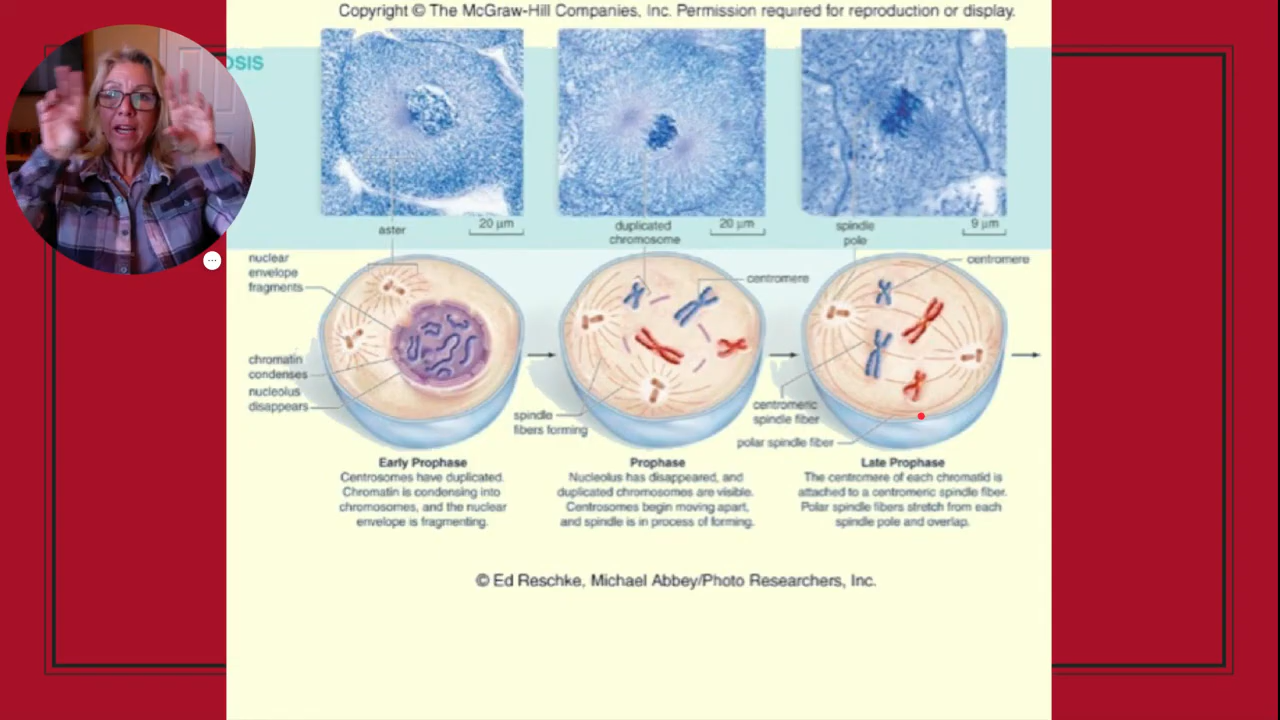 Copyright © The McGraw-Hill Companies, Inc. Permission required for reproduction or display.
OSIS
20 µm
20 µm
9 µm
aster
duplicated
chromosome
spindle
pole
nuclear
envelope
fragments
centromere
centromere
chromatin
condenses
nucleolus
disappears
spindle
fibers forming
centromeric
spindle fiber
polar spindle fiber
Early Prophase
Centrosomes have duplicated.
Chromatin is condensing into
chromosomes, and the nuclear
envelope is fragmenting.
Prophase
Nucleolus has disappeared, and
duplicated chromosomes are visible.
Centrosomes begin moving apart,
and spindle is in process of forming.
Late Prophase
The centromere of each chromatid is
attached to a centromeric spindle fiber.
Polar spindle fibers stretch from each
spindle pole and overlap.
© Ed Reschke, Michael Abbey/Photo Researchers, Inc.